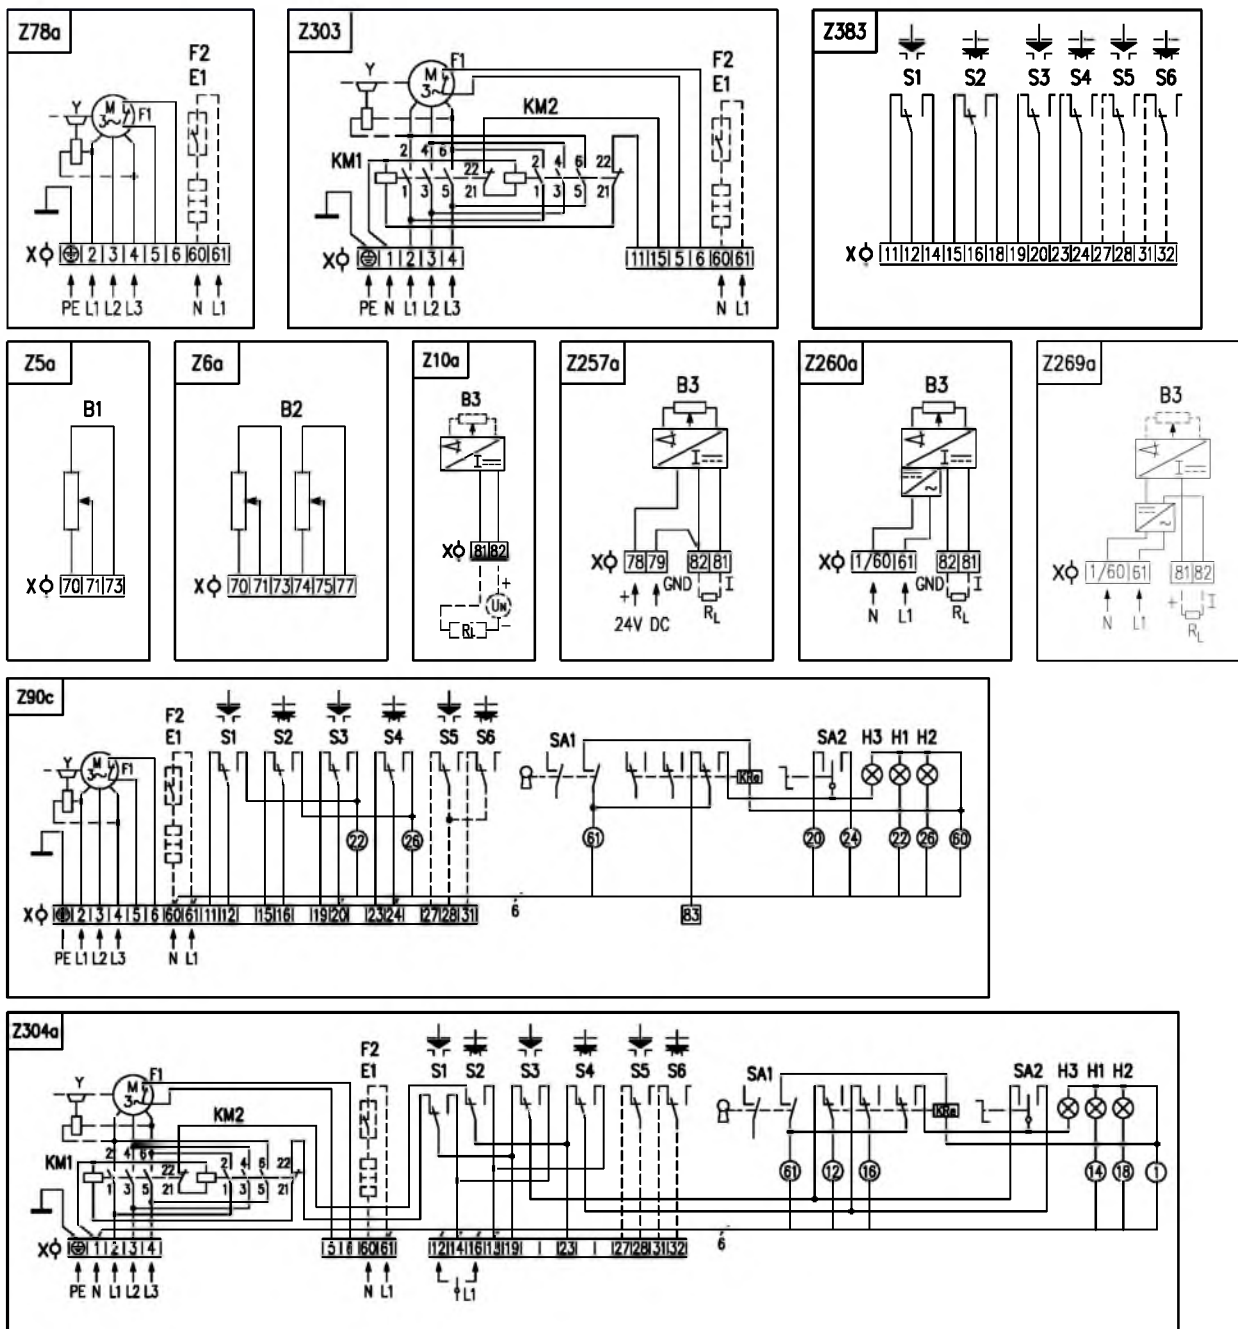 Z78a
F2
E1
Y
M
3~
F1
X 2 3 4 5 6 60 61
PE L1 L2 L3 N L1
Z303
Y
M
3~
F1
F2
E1
KM2
KM1
2 4 6 22 2 4 6 22
1 3 5 21 1 3 5 21
X 1 2 3 4 11 15 5 6 60 61
PE N L1 L2 L3 N L1
Z383
S1 S2 S3 S4 S5 S6
X 11 12 14 15 16 18 19 20 23 24 27 28 31 32
Z5a
B1
X 70 71 73
Z6a
B2
70 71 73 74 75 77
Z10a
B3
I
X 81 82
+
UN
RL
−
Z257a
B3
I
X 78 79 82 81
GND I
+
RL
24V DC
Z260a
B3
I
~
X 1/60 61 82 81
GND I
RL
N L1
Z269a
B3
I
~
X 1/60 61 81 82
+ I
RL
N L1
Z90c
F2
E1
S1 S2 S3 S4 S5 S6
SA1 SA2 H3 H1 H2
Y
M
3~
F1
KRa
22 26 61 20 24 22 26 60
X 2 3 4 5 6 60 61 11 12 15 16 19 20 23 24 27 28 31
6
83
PE L1 L2 L3 N L1
Z304a
F2
E1
S1 S2 S3 S4 S5 S6
SA1 SA2 H3 H1 H2
Y
M
3~
F1
KM2
KRa
KM1
2 4 6 22 2 4 6 22
1 3 5 21 1 3 5 21
61 12 16 14 18 1
X 1 2 3 4 5 6 60 61 12 14 16 19 23 27 28 31 32
6
PE N L1 L2 L3 N L1 L1